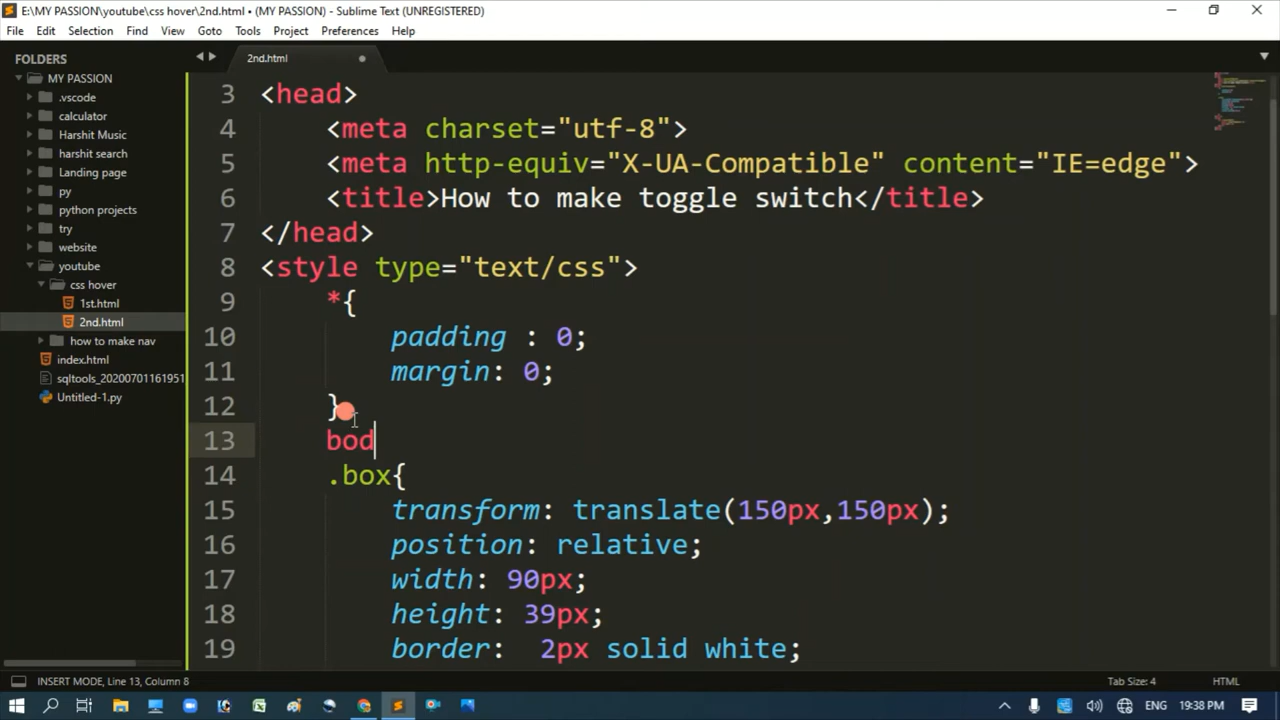 E:\MY PASSION\youtube\css hover\2nd.html • (MY PASSION) - Sublime Text (UNREGISTERED)
File Edit Selection Find View Goto Tools Project Preferences Help
FOLDERS
MY PASSION
.vscode
calculator
Harshit Music
harshit search
Landing page
py
python projects
try
website
youtube
css hover
1st.html
2nd.html
how to make nav
index.html
sqltools_20200701161951
Untitled-1.py
2nd.html
3 <head>
4 <meta charset="utf-8">
5 <meta http-equiv="X-UA-Compatible" content="IE=edge">
6 <title>How to make toggle switch</title>
7 </head>
8 <style type="text/css">
9 *{
10 padding : 0;
11 margin: 0;
12 }
13 bod
14 .box{
15 transform: translate(150px,150px);
16 position: relative;
17 width: 90px;
18 height: 39px;
19 border: 2px solid white;
INSERT MODE, Line 13, Column 8
Tab Size: 4
HTML
ENG
19:38 PM